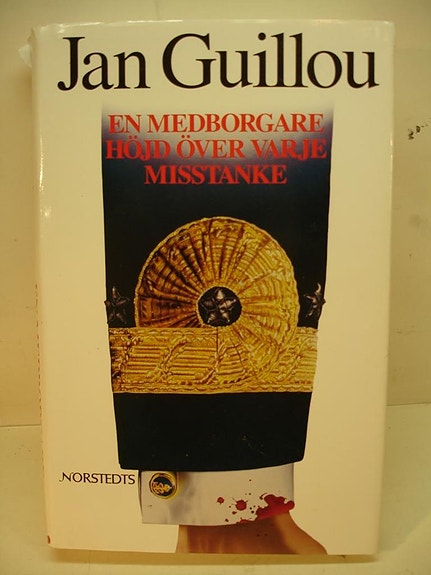 Jan Guillou
EN MEDBORGARE
HÖJD ÖVER VARJE
MISSTANKE
NORSTEDTS